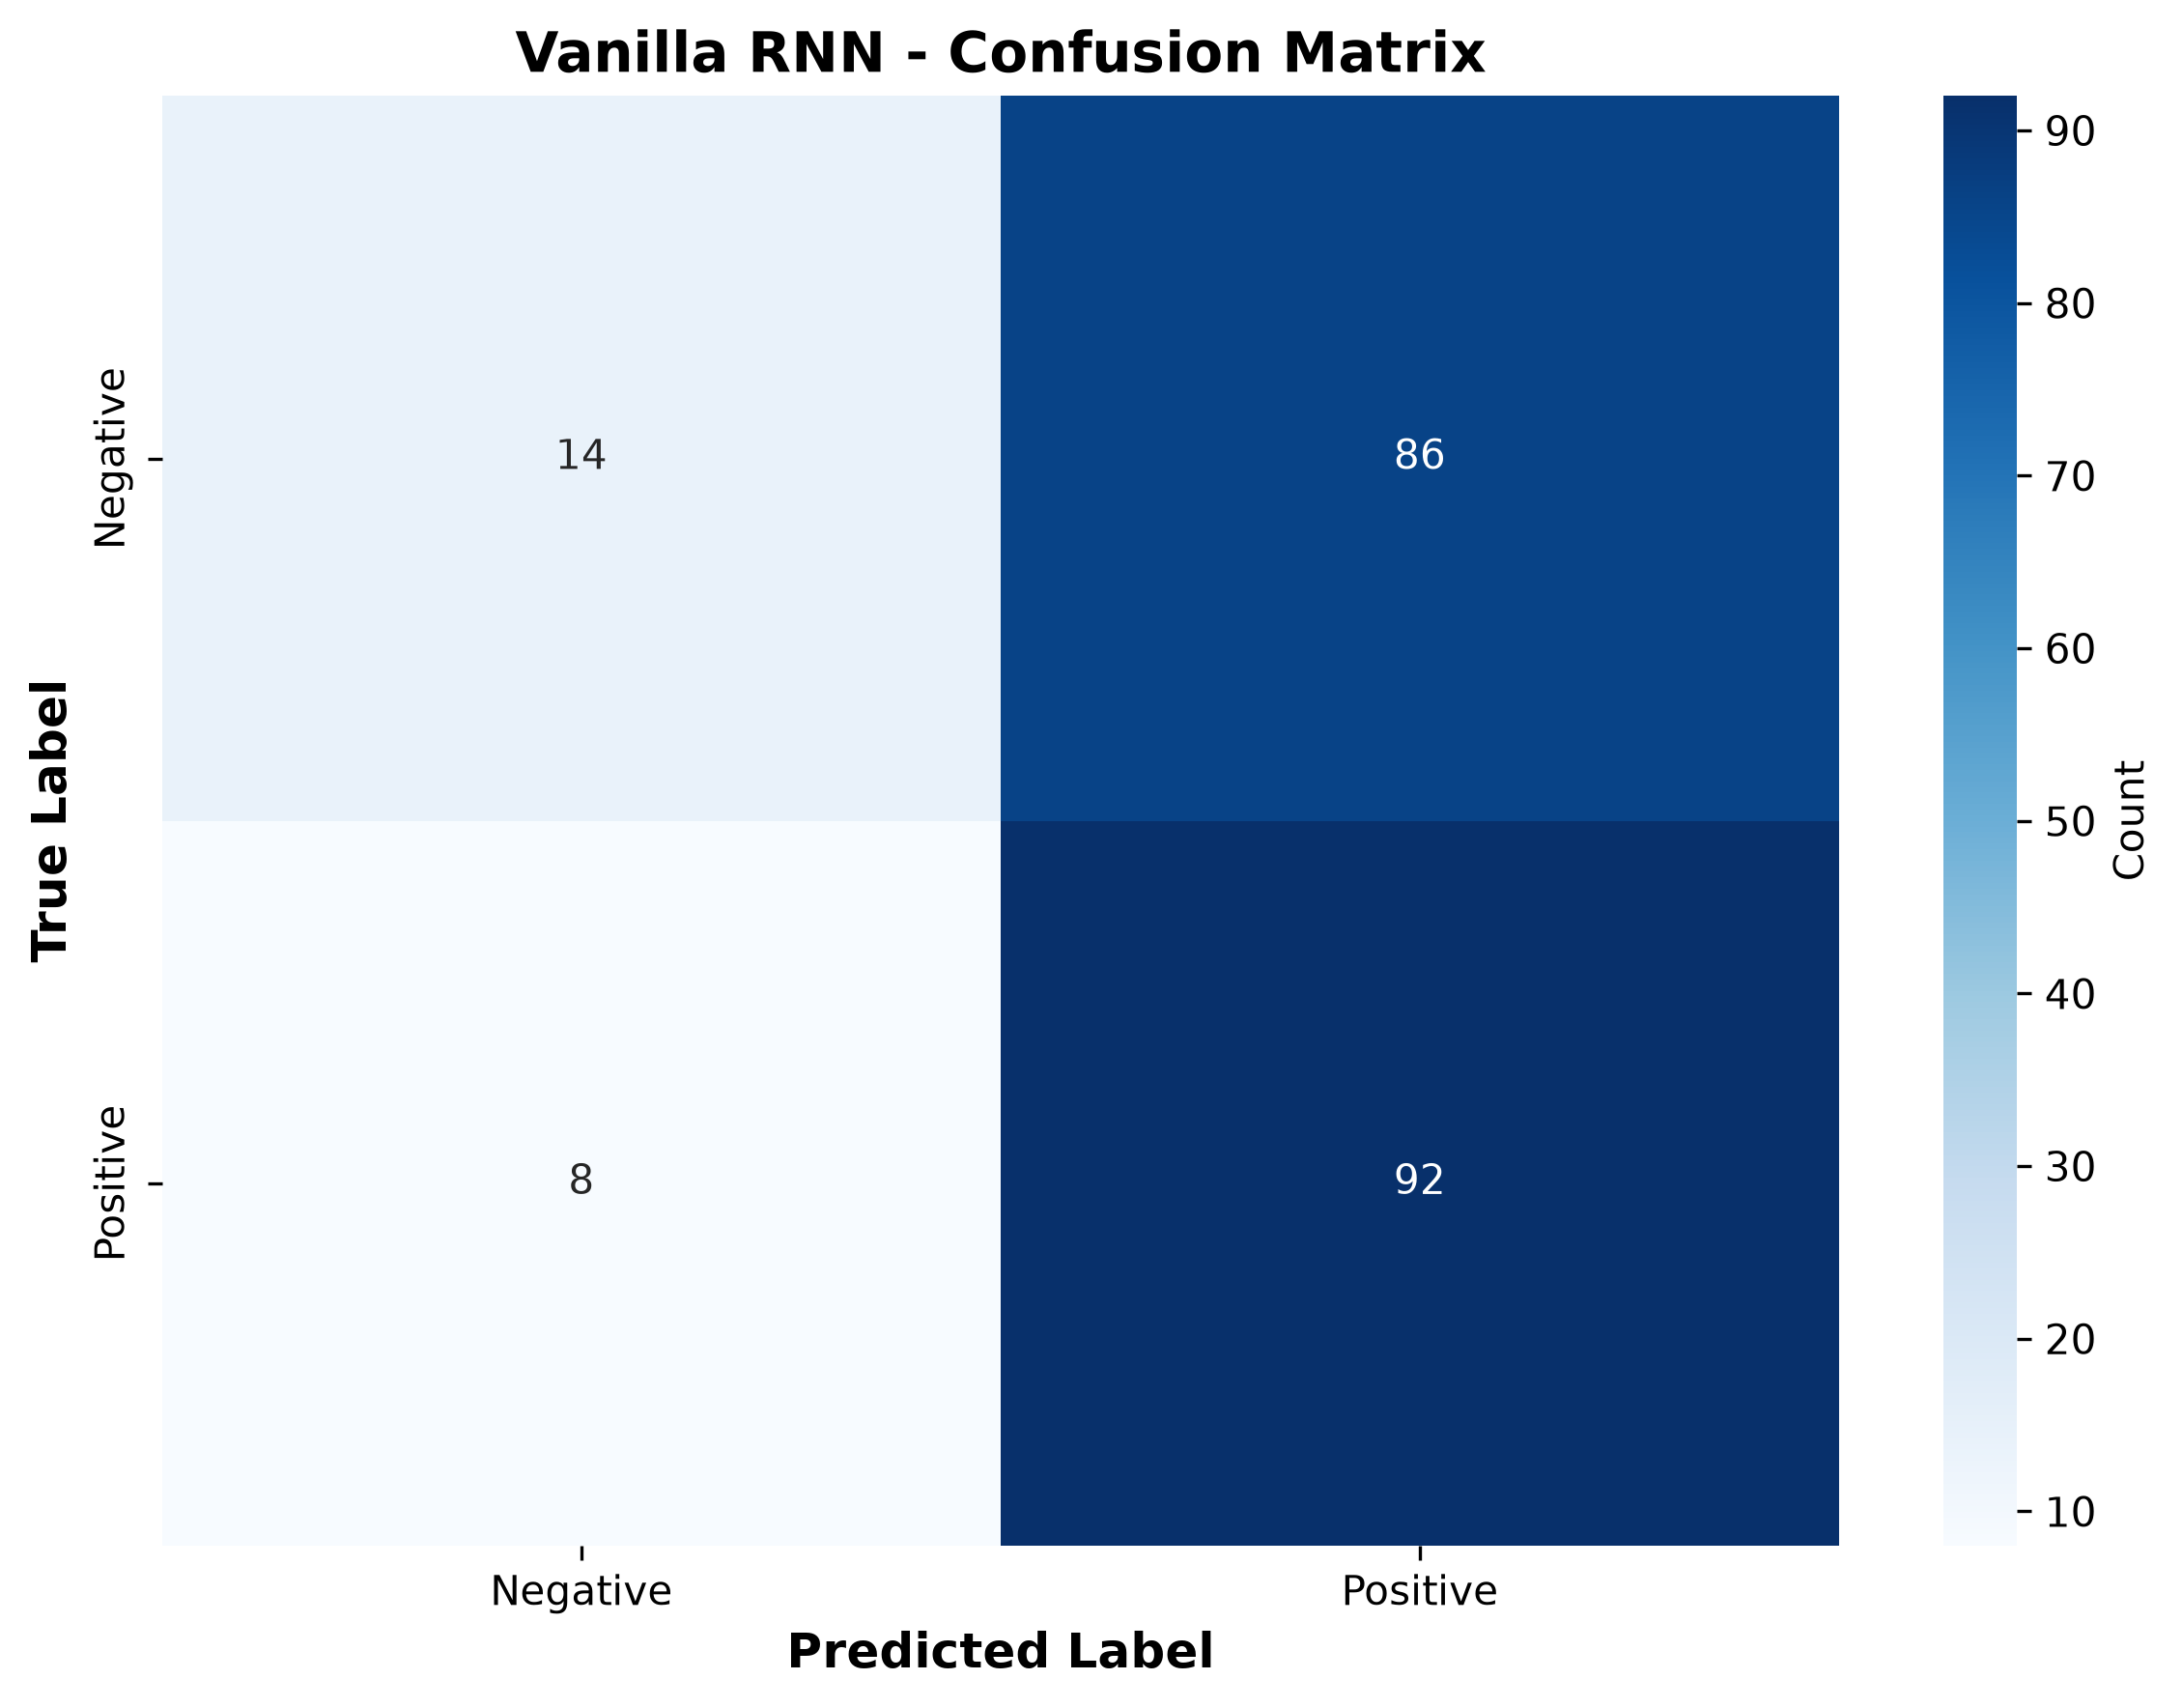 Vanilla RNN - Confusion Matrix
True Label
Negative
14
86
Positive
8
92
Negative
Positive
Predicted Label
90
80
70
60
50
40
30
20
10
Count